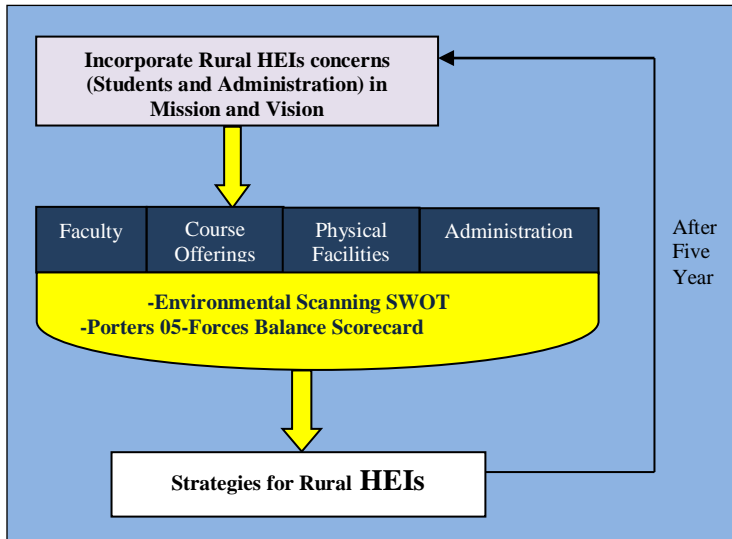 Incorporate Rural HEIs concerns
(Students and Administration) in
Mission and Vision
Faculty
Course
Offerings
Physical
Facilities
Administration
After
Five
Year
-Environmental Scanning SWOT
-Porters 05-Forces Balance Scorecard
Strategies for Rural HEIs